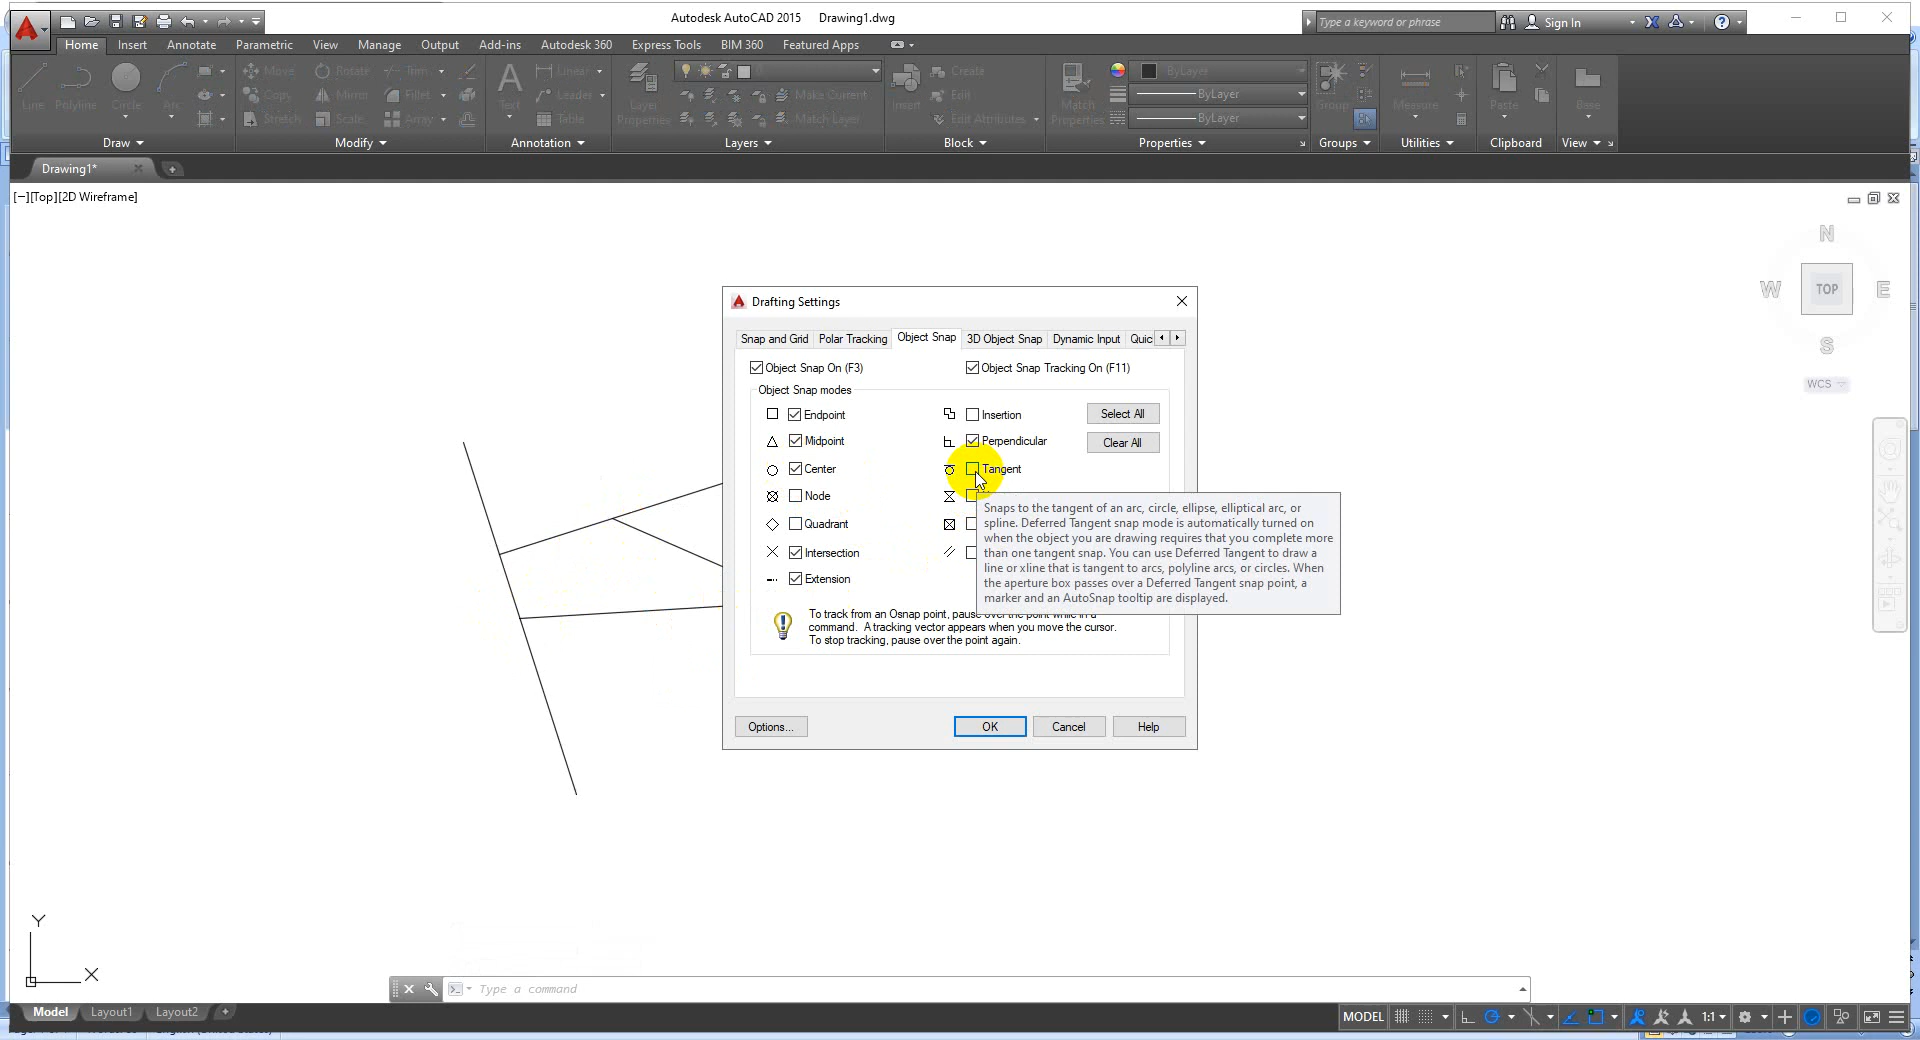 Autodesk AutoCAD 2015 Drawing1.dwg
Type a keyword or phrase
Sign In
Home Insert Annotate Parametric View Manage Output Add-ins Autodesk 360 Express Tools BIM 360 Featured Apps
Line Polyline Circle Arc
Move Rotate Trim
Copy Mirror Fillet
Stretch Scale Array
Text
Linear
Leader
Table
Layer
Properties
0
Make Current
Match Layer
Insert
Create
Edit
Edit Attributes
Match
Properties
ByLayer
ByLayer
ByLayer
Group
Measure
Paste
Base
Draw Modify Annotation Layers Block Properties Groups Utilities Clipboard View
Drawing1*
[−][Top][2D Wireframe]
N
W TOP E
S
WCS
Drafting Settings
Snap and Grid Polar Tracking Object Snap 3D Object Snap Dynamic Input Quic
Object Snap On (F3) Object Snap Tracking On (F11)
Object Snap modes
Endpoint Insertion Select All
Midpoint Perpendicular Clear All
Center Tangent
Node
Quadrant
Intersection
Extension
Snaps to the tangent of an arc, circle, ellipse, elliptical arc, or
spline. Deferred Tangent snap mode is automatically turned on
when the object you are drawing requires that you complete more
than one tangent snap. You can use Deferred Tangent to draw a
line or xline that is tangent to arcs, polyline arcs, or circles. When
the aperture box passes over a Deferred Tangent snap point, a
marker and an AutoSnap tooltip are displayed.
To track from an Osnap point, pause over the point while in a
command. A tracking vector appears when you move the cursor.
To stop tracking, pause over the point again.
Options... OK Cancel Help
Y
X
Type a command
Model Layout1 Layout2
MODEL 1:1